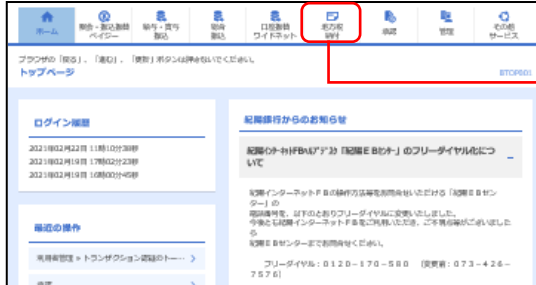 ホーム
照会・振込振替
ペイジー
給与・賞与
振込
総合
振込
口座振替
ワイドネット
地方税
納付
承認
管理
その他
サービス
ブラウザの「戻る」、「進む」、「更新」ボタンは押さないでください。
トップページ
BTOP001
ログイン履歴
2021年02月22日 11時10分38秒
2021年02月19日 17時02分23秒
2021年02月19日 16時00分45秒
最近の操作
利用者管理 » トランザクション認証のトー…
紀陽銀行からのお知らせ
紀陽インターネットFBヘルプデスク「紀陽EBセンター」のフリーダイヤル化につ
いて
紀陽インターネットFBの操作方法等をお問合せいただける「紀陽EBセン
ター」の
電話番号を、以下のとおりフリーダイヤルに変更いたしました。
今後とも紀陽インターネットFBをご利用いただき、ご不明点等がございました
ら
紀陽EBセンターまでお問合せください。
フリーダイヤル：0120-170-580 （変更前：073-426-
7576）